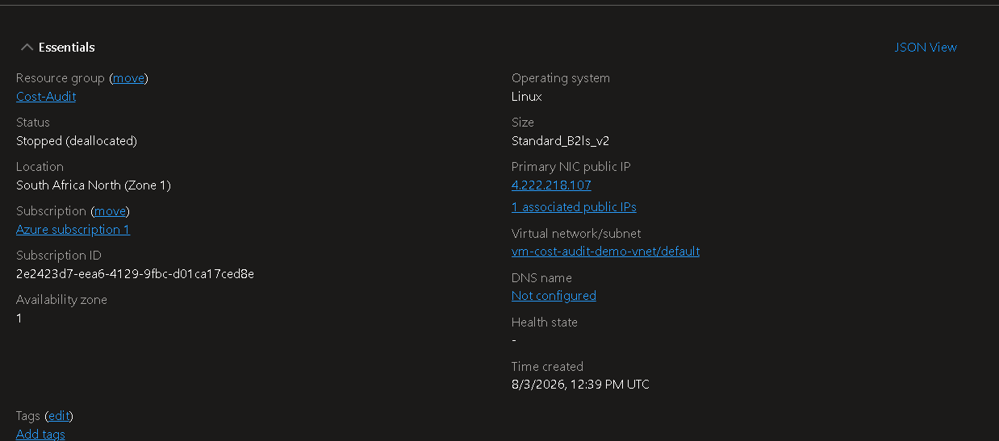 Essentials
JSON View
Resource group (move)
Cost-Audit
Status
Stopped (deallocated)
Location
South Africa North (Zone 1)
Subscription (move)
Azure subscription 1
Subscription ID
2e2423d7-eea6-4129-9fbc-d01ca17ced8e
Availability zone
1
Operating system
Linux
Size
Standard_B2ls_v2
Primary NIC public IP
4.222.218.107
1 associated public IPs
Virtual network/subnet
vm-cost-audit-demo-vnet/default
DNS name
Not configured
Health state
-
Time created
8/3/2026, 12:39 PM UTC
Tags (edit)
Add tags